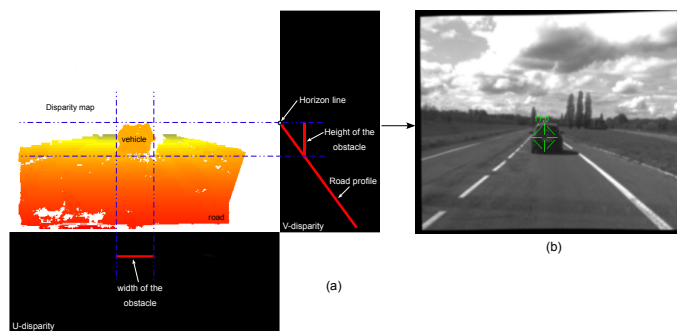 Disparity map
Horizon line
vehicle
Height of the
obstacle
Road profile
road
V-disparity
width of the
obstacle
U-disparity
(a)
(b)